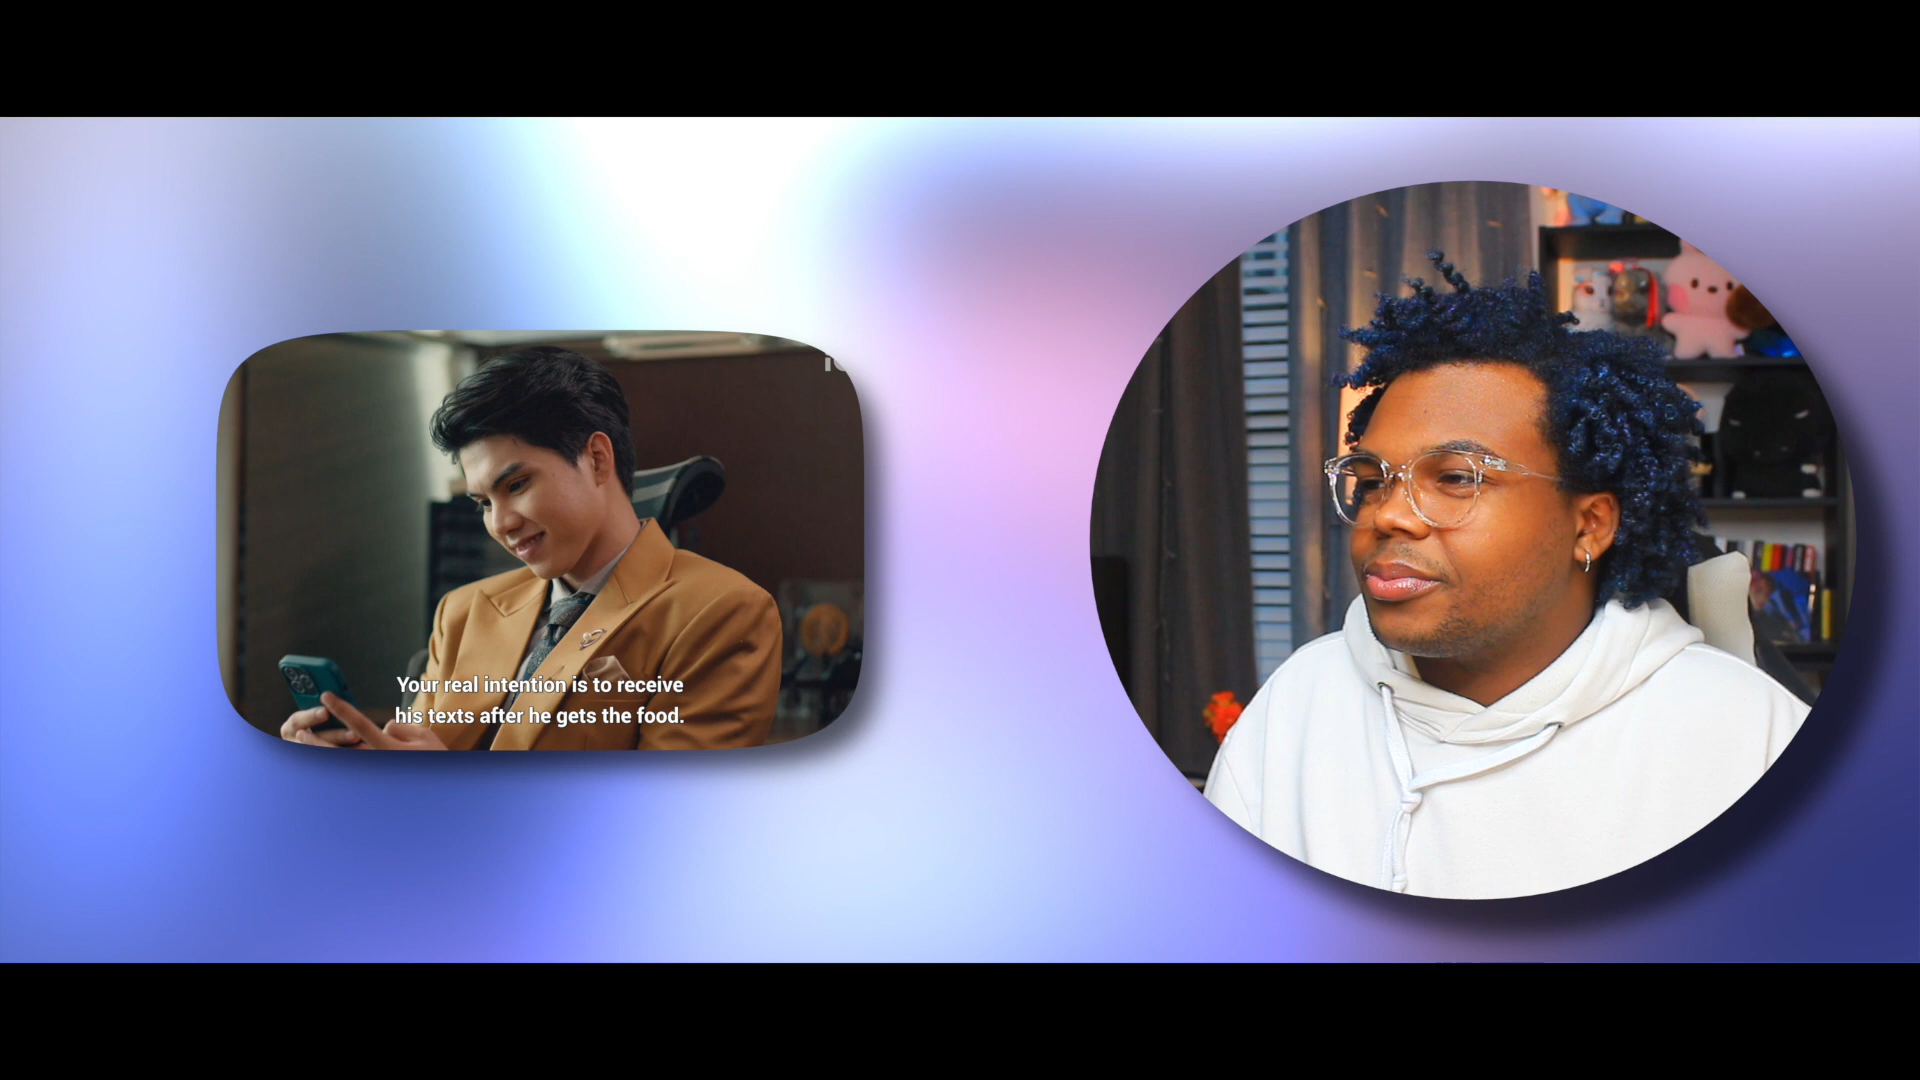 Your real intention is to receive
his texts after he gets the food.